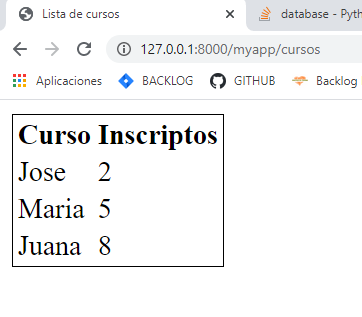 Lista de cursos
database - Pyth
127.0.0.1:8000/myapp/cursos
Aplicaciones BACKLOG GITHUB Backlog
Curso Inscriptos
Jose 2
Maria 5
Juana 8